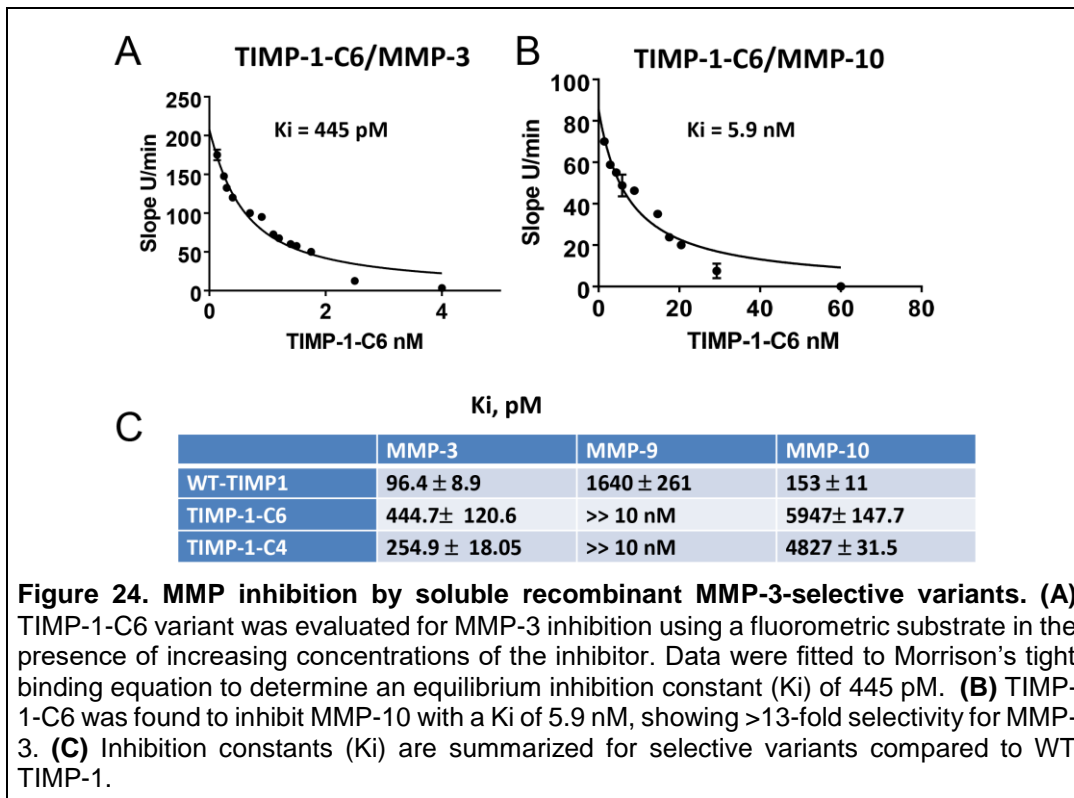 A
TIMP-1-C6/MMP-3
250
200
150
100
50
0
Slope U/min
Ki = 445 pM
0 2 4
TIMP-1-C6 nM
B
TIMP-1-C6/MMP-10
100
80
60
40
20
0
Slope U/min
Ki = 5.9 nM
0 20 40 60 80
TIMP-1-C6 nM
C
Ki, pM
MMP-3 MMP-9 MMP-10
WT-TIMP1 96.4 ± 8.9 1640 ± 261 153 ± 11
TIMP-1-C6 444.7± 120.6 >> 10 nM 5947± 147.7
TIMP-1-C4 254.9 ± 18.05 >> 10 nM 4827 ± 31.5
Figure 24. MMP inhibition by soluble recombinant MMP-3-selective variants. (A)
TIMP-1-C6 variant was evaluated for MMP-3 inhibition using a fluorometric substrate in the
presence of increasing concentrations of the inhibitor. Data were fitted to Morrison's tight
binding equation to determine an equilibrium inhibition constant (Ki) of 445 pM. (B) TIMP-
1-C6 was found to inhibit MMP-10 with a Ki of 5.9 nM, showing >13-fold selectivity for MMP-
3. (C) Inhibition constants (Ki) are summarized for selective variants compared to WT
TIMP-1.